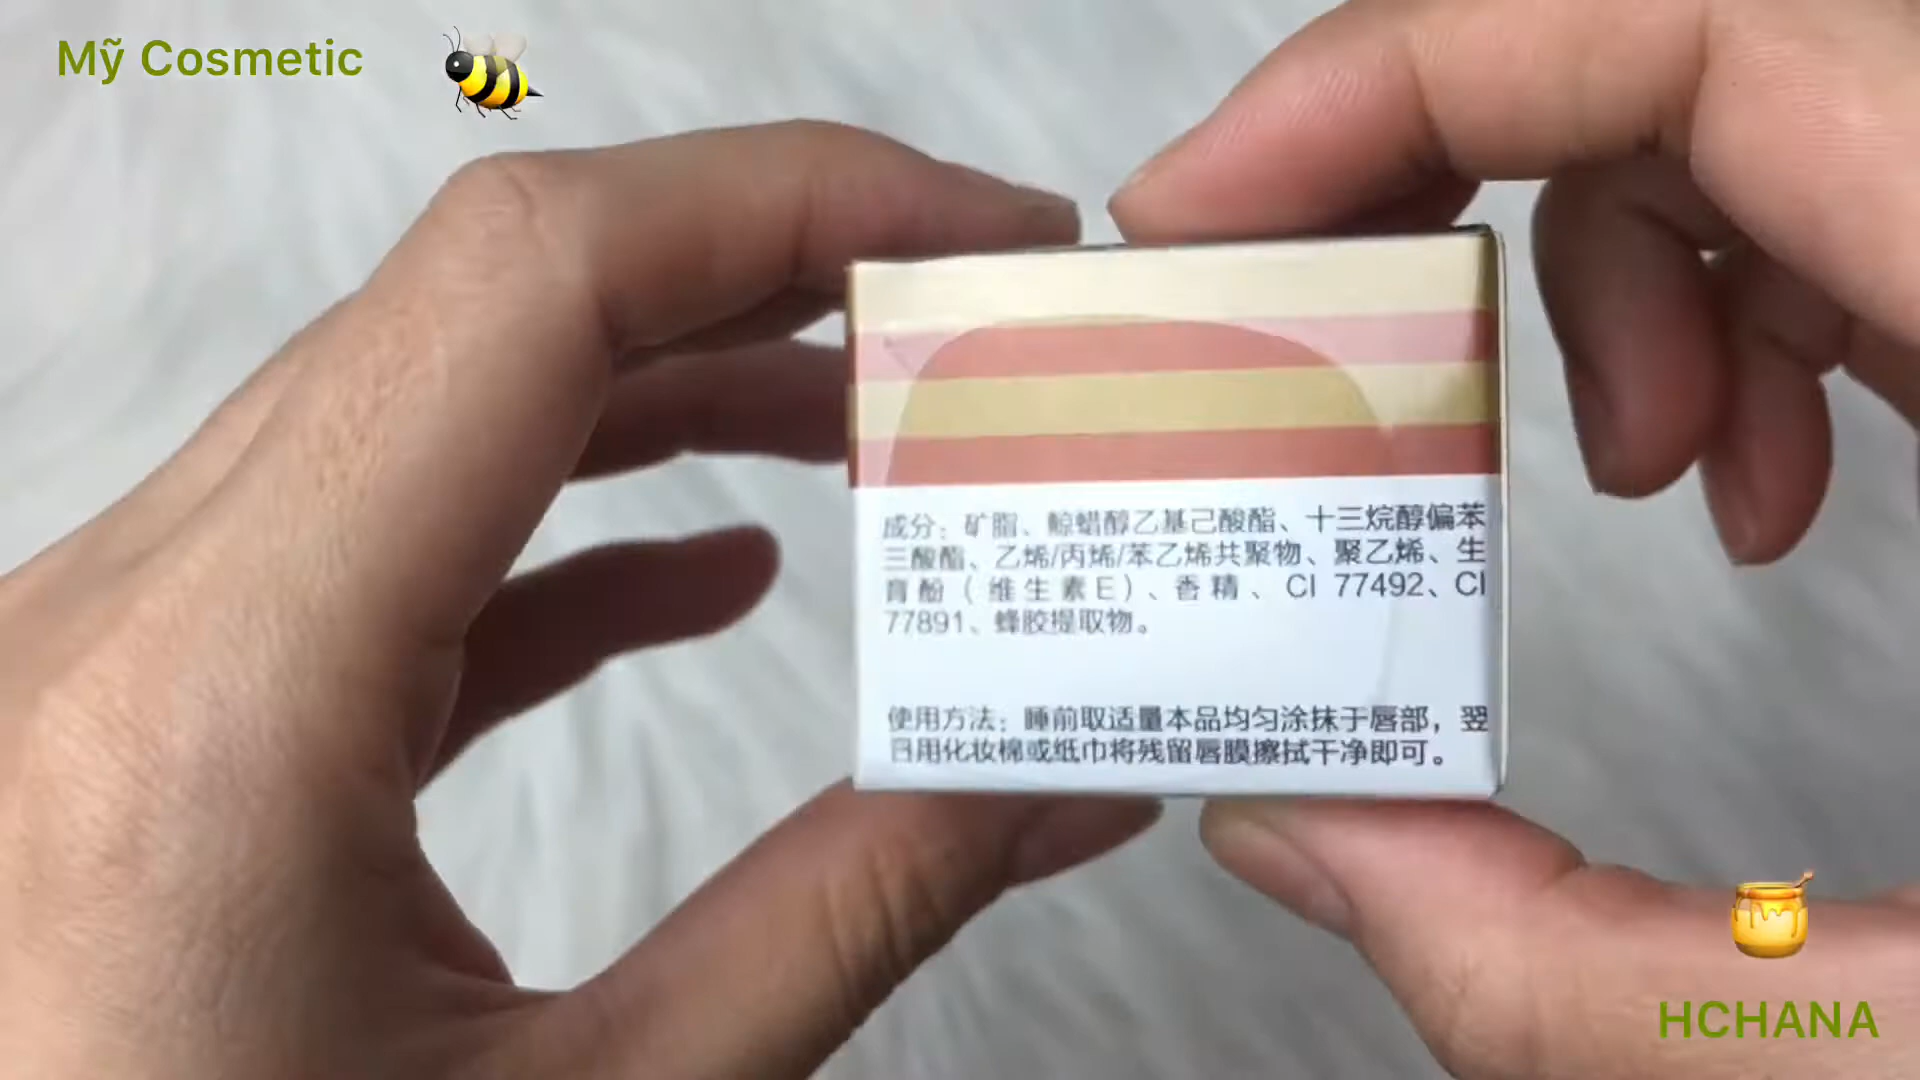 Mỹ Cosmetic
成分：矿脂、鲸蜡醇乙基己酸酯、十三烷醇偏苯
三酸酯、乙烯/丙烯/苯乙烯共聚物、聚乙烯、生
育酚（维生素E）、香精、CI 77492、CI
77891、蜂胶提取物。
使用方法：睡前取适量本品均匀涂抹于唇部，翌
日用化妆棉或纸巾将残留唇膜擦拭干净即可。
HCHANA